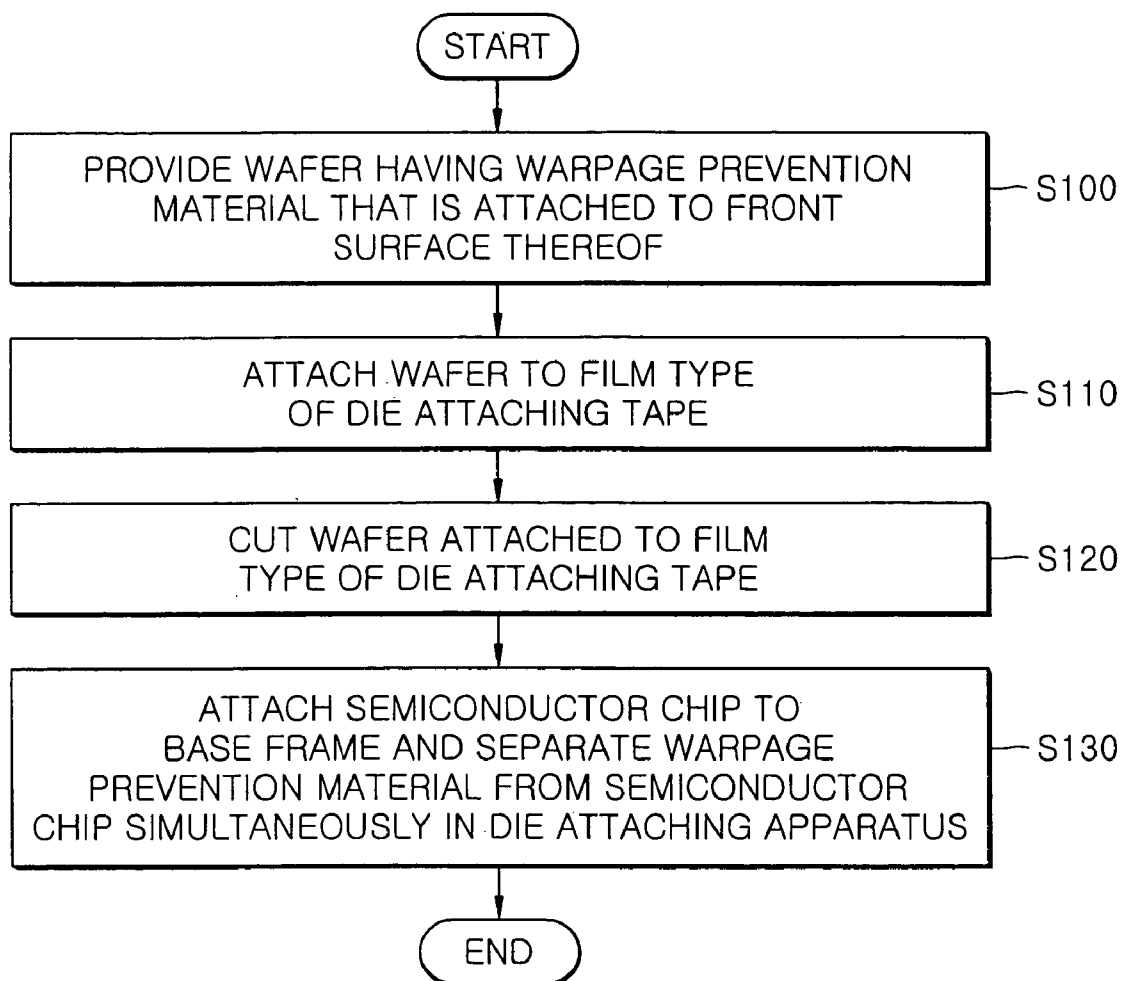 START
PROVIDE WAFER HAVING WARPAGE PREVENTION
MATERIAL THAT IS ATTACHED TO FRONT
SURFACE THEREOF
S100
ATTACH WAFER TO FILM TYPE
OF DIE ATTACHING TAPE
S110
CUT WAFER ATTACHED TO FILM
TYPE OF DIE ATTACHING TAPE
S120
ATTACH SEMICONDUCTOR CHIP TO
BASE FRAME AND SEPARATE WARPAGE
PREVENTION MATERIAL FROM SEMICONDUCTOR
CHIP SIMULTANEOUSLY IN DIE ATTACHING APPARATUS
S130
END